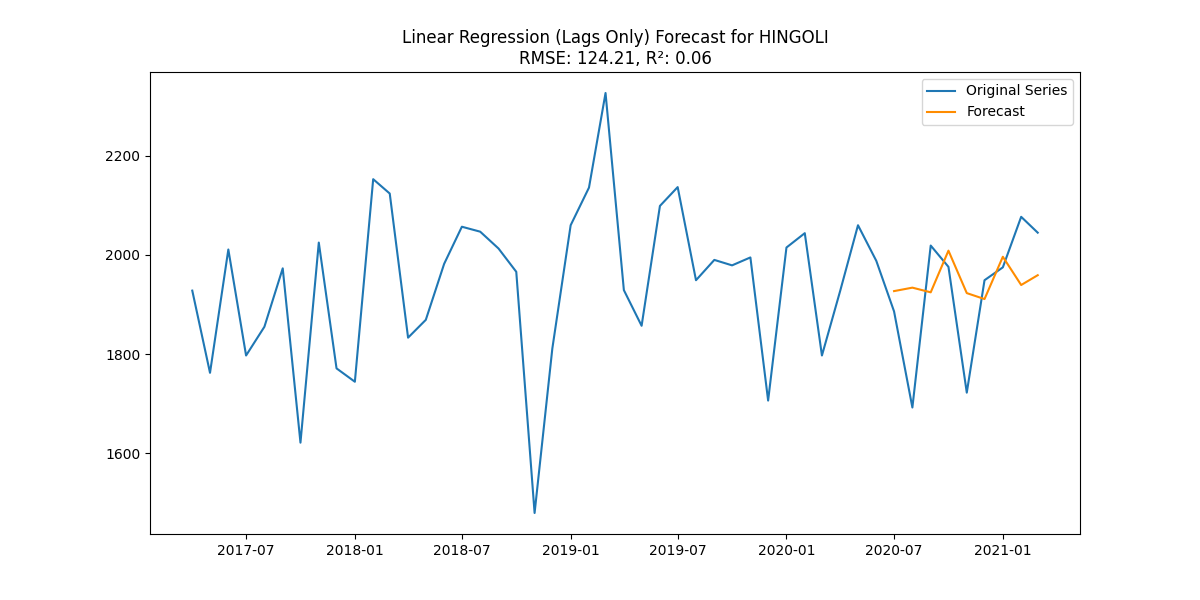 Linear Regression (Lags Only) Forecast for HINGOLI
RMSE: 124.21, R²: 0.06
Original Series
Forecast
2200
2000
1800
1600
2017-07 2018-01 2018-07 2019-01 2019-07 2020-01 2020-07 2021-01